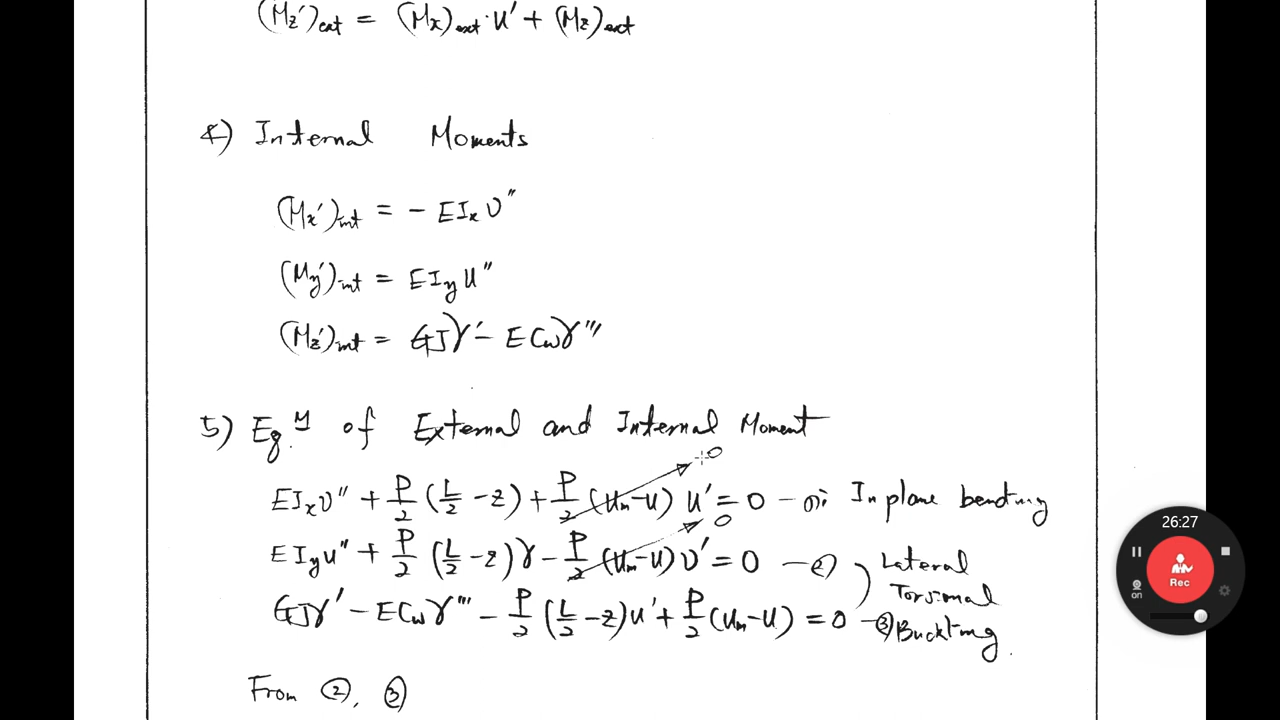 (Mz')ext = (Mx)ext · u' + (Mz)ext
4) Internal Moments
(Mx')int = - EIx v''
(My')int = EIy u''
(Mz')int = GJγ' - ECwγ'''
5) Eq.n of External and Internal Moment
EIxv'' + P/2 (L/2 - z) + P/2 (um-u) u' = 0 - ①: In plane bending
0
EIyu'' + P/2 (L/2 - z)γ - P/2 (um-u)v' = 0 - ②
0
GJγ' - ECwγ''' - P/2 (L/2 - z)u' + P/2 (um-u) = 0 - ③
Lateral
Torsional
Buckling.
From ②, ③
26:27
Rec
on